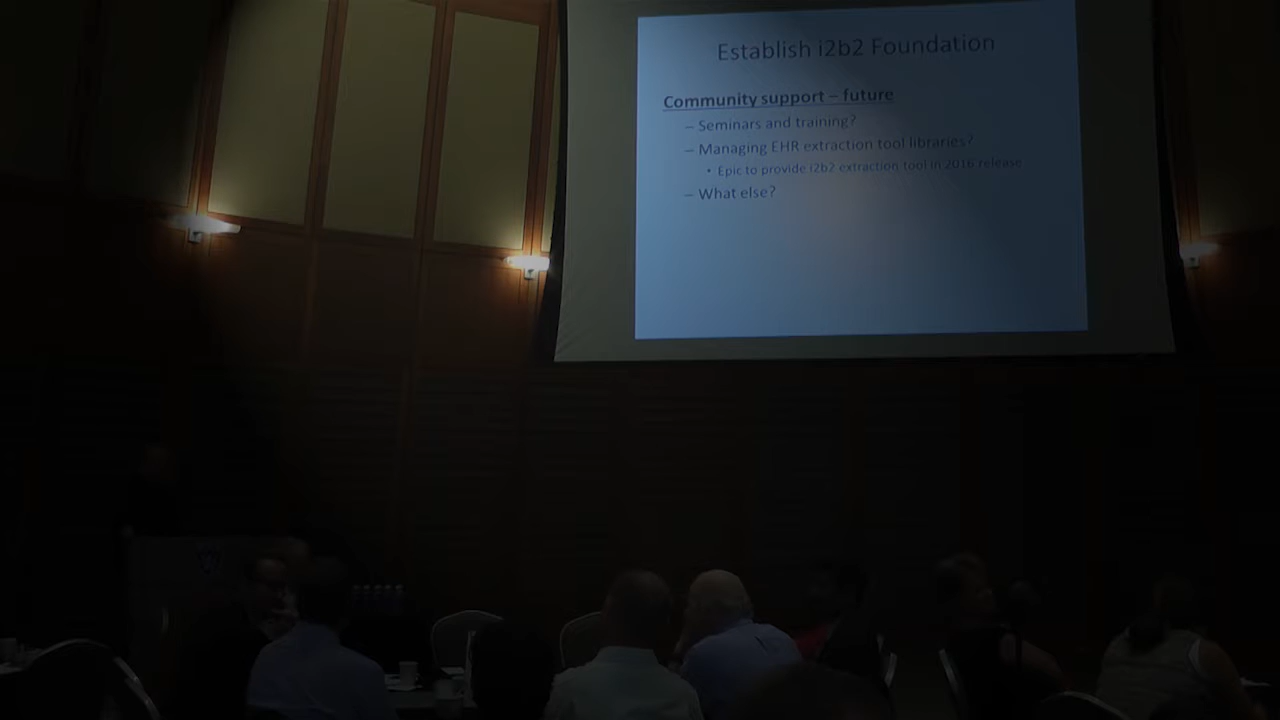 Establish i2b2 Foundation
Community support – future
– Seminars and training?
– Managing EHR extraction tool libraries?
• Epic to provide i2b2 extraction tool in 2016 release
– What else?